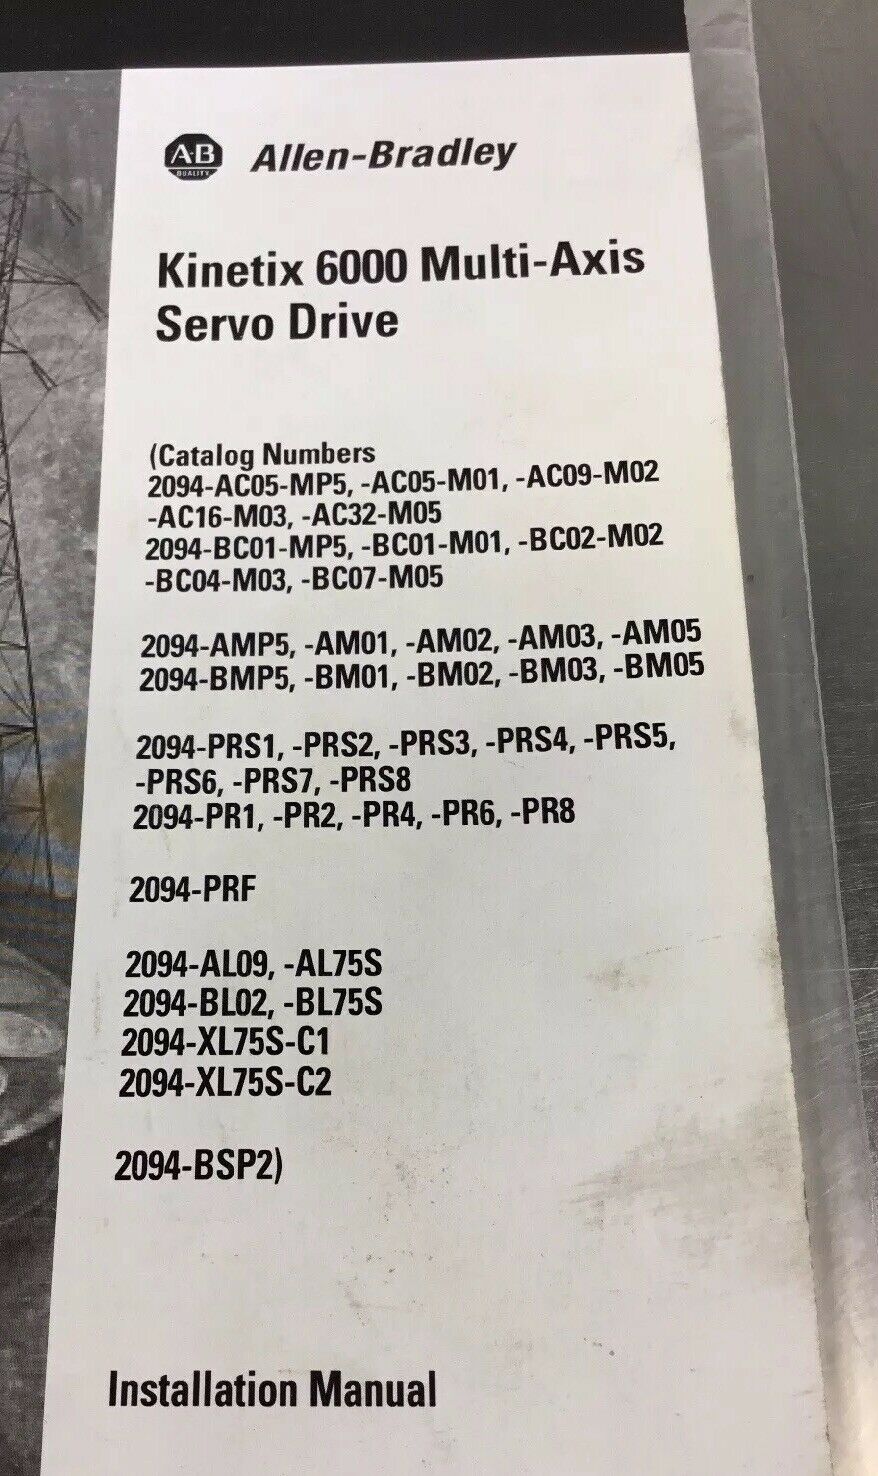 A-B
QUALITY
Allen-Bradley
Kinetix 6000 Multi-Axis
Servo Drive
(Catalog Numbers
2094-AC05-MP5, -AC05-M01, -AC09-M02
-AC16-M03, -AC32-M05
2094-BC01-MP5, -BC01-M01, -BC02-M02
-BC04-M03, -BC07-M05
2094-AMP5, -AM01, -AM02, -AM03, -AM05
2094-BMP5, -BM01, -BM02, -BM03, -BM05
2094-PRS1, -PRS2, -PRS3, -PRS4, -PRS5,
-PRS6, -PRS7, -PRS8
2094-PR1, -PR2, -PR4, -PR6, -PR8
2094-PRF
2094-AL09, -AL75S
2094-BL02, -BL75S
2094-XL75S-C1
2094-XL75S-C2
2094-BSP2)
Installation Manual